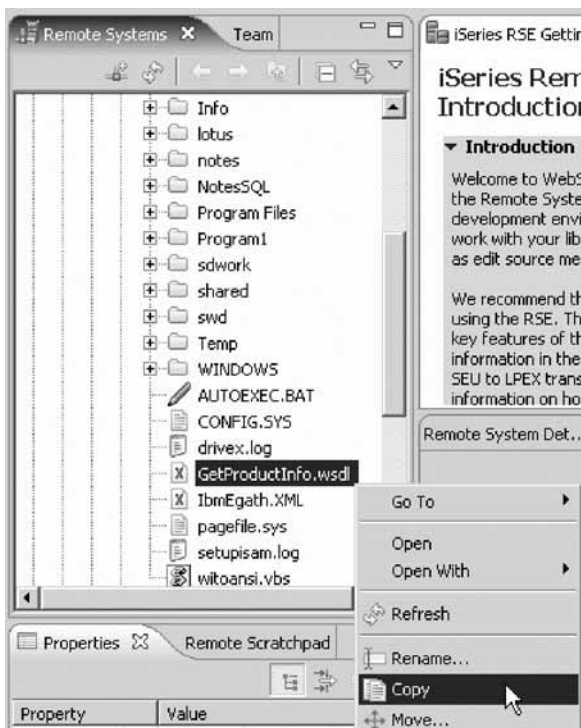 Remote Systems
Team
Info
lotus
notes
NotesSQL
Program Files
Program1
sdwork
shared
swd
Temp
WINDOWS
AUTOEXEC.BAT
CONFIG.SYS
drivex.log
GetProductInfo.wsdl
IbmEgath.XML
pagefile.sys
setupisam.log
witoansi.vbs
Properties
Remote Scratchpad
Property Value
iSeries RSE Gettin
iSeries Rem
Introduction
Introduction
Welcome to WebS
the Remote Syste
development envi
work with your lib
as edit source me
We recommend th
using the RSE. Th
key features of th
information in the
SEU to LPEX trans
information on ho
Remote System Det...
Go To
Open
Open With
Refresh
Rename...
Copy
Move...